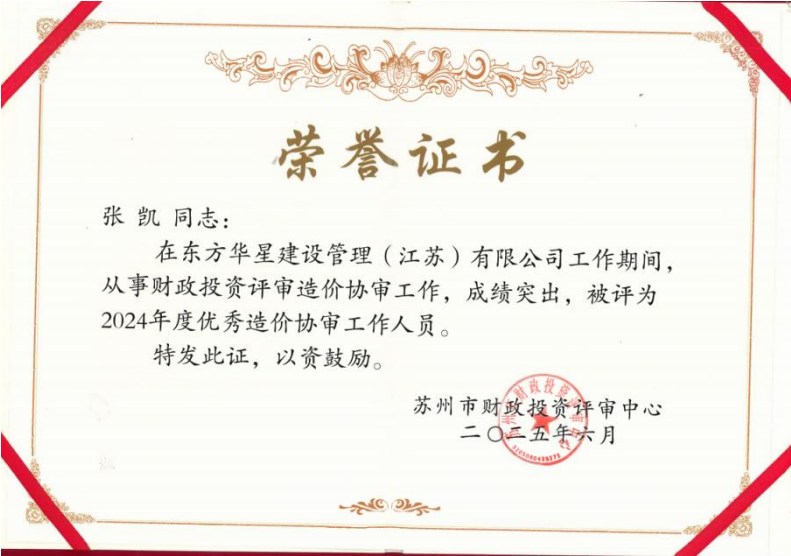 荣誉证书
张 凯 同志：
在东方华星建设管理（江苏）有限公司工作期间，
从事财政投资评审造价协审工作，成绩突出，被评为
2024年度优秀造价协审工作人员。
特发此证，以资鼓励。
苏州市财政投资评审中心
二〇二五年六月